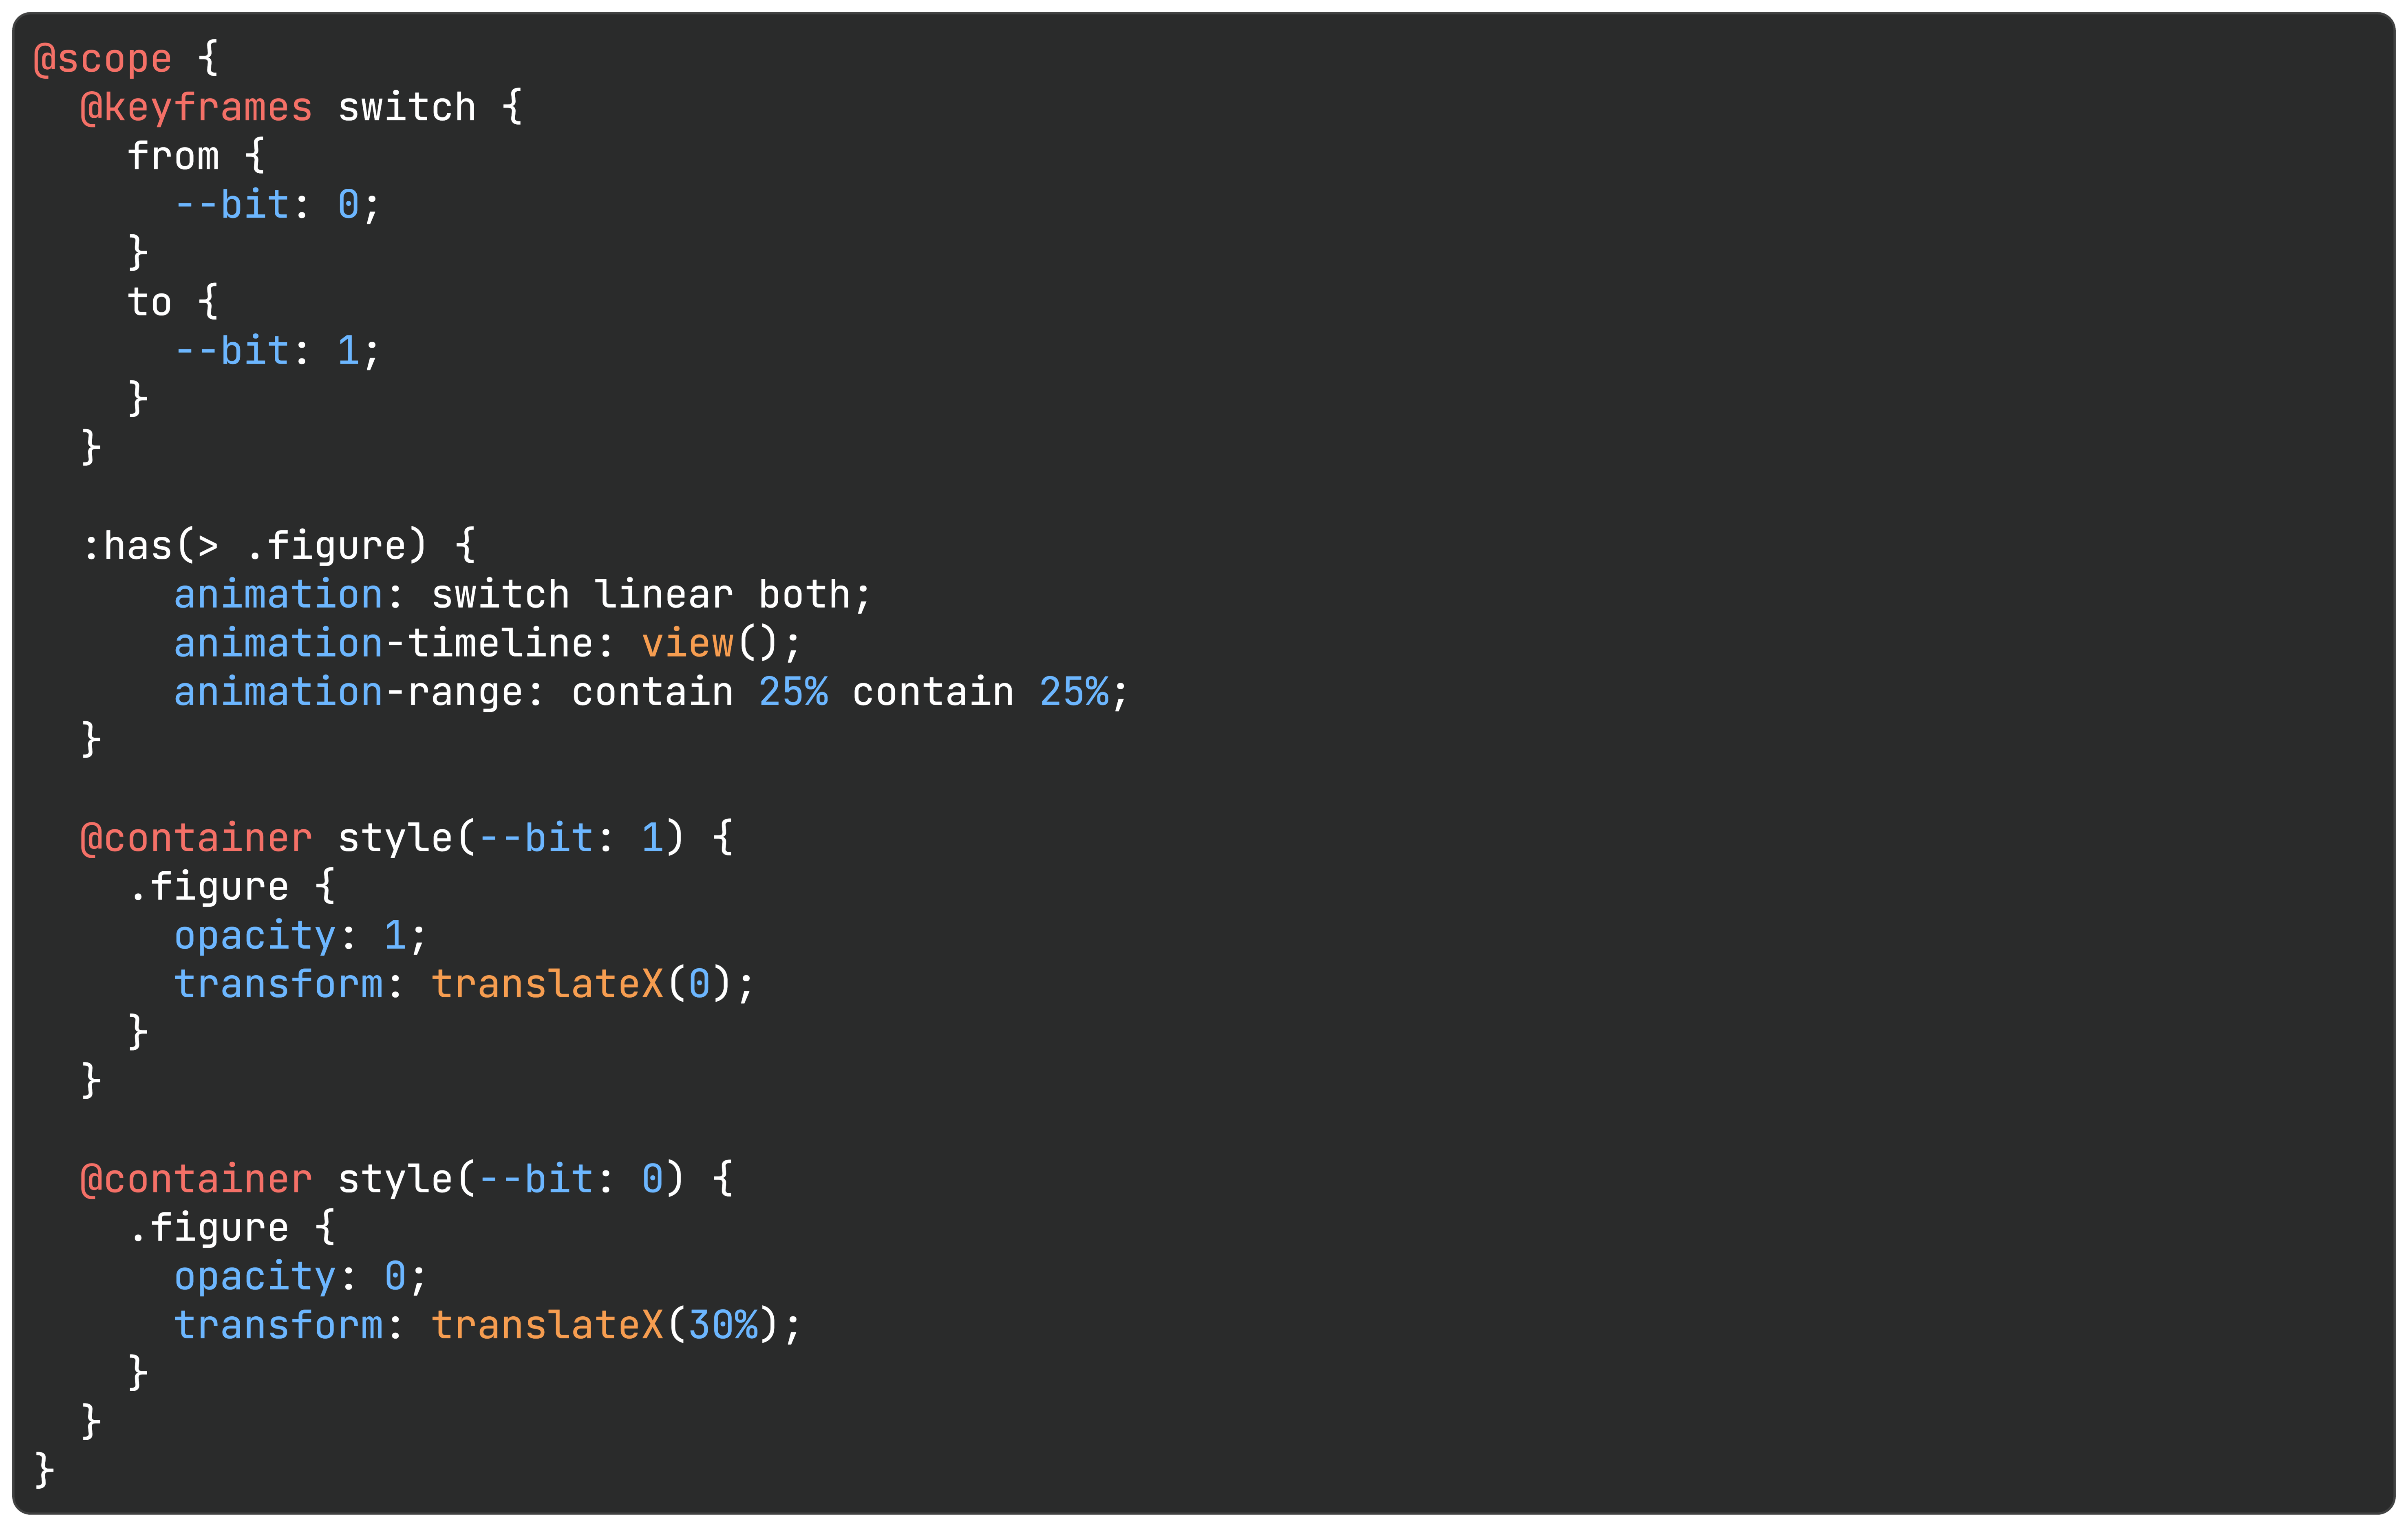 @scope {
  @keyframes switch {
    from {
      --bit: 0;
    }
    to {
      --bit: 1;
    }
  }

  :has(> .figure) {
      animation: switch linear both;
      animation-timeline: view();
      animation-range: contain 25% contain 25%;
  }

  @container style(--bit: 1) {
    .figure {
      opacity: 1;
      transform: translateX(0);
    }
  }

  @container style(--bit: 0) {
    .figure {
      opacity: 0;
      transform: translateX(30%);
    }
  }
}